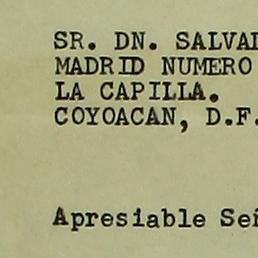 SR. DN. SALVAD
MADRID NUMERO
LA CAPILLA.
COYOACAN, D.F.
Apresiable Señ